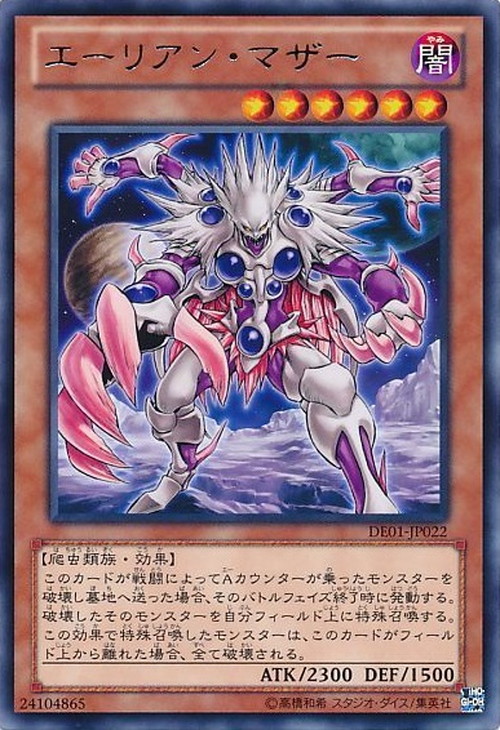 エーリアン・マザー
闇
DE01-JP022
【爬虫類族・効果】
このカードが戦闘によってAカウンターが乗ったモンスターを
破壊し墓地へ送った場合、そのバトルフェイズ終了時に発動する。
破壊したそのモンスターを自分フィールド上に特殊召喚する。
この効果で特殊召喚したモンスターは、このカードがフィール
ド上から離れた場合、全て破壊される。
ATK/2300 DEF/1500
24104865 ©高橋和希 スタジオ・ダイス/集英社